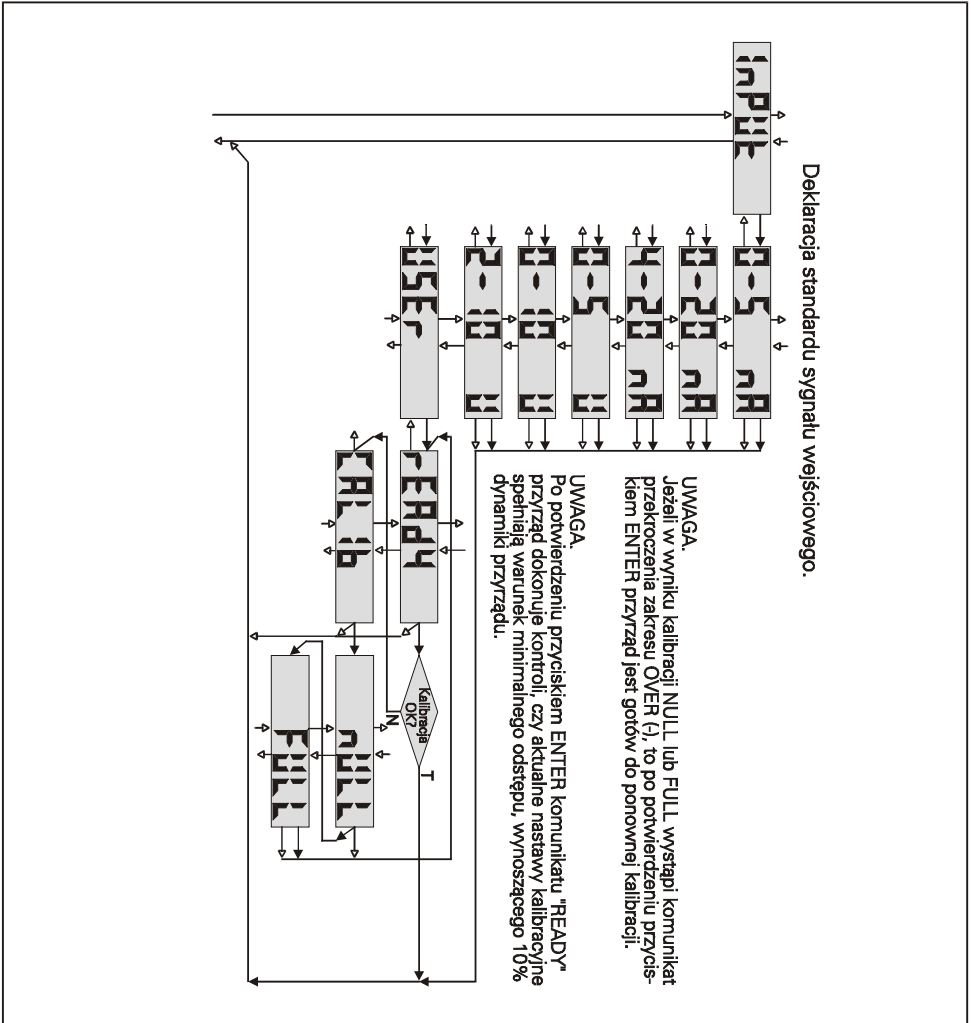 Deklaracja standardu sygnału wejściowego.
InPUt
0-5 mA
0-20 mA
4-20 mA
0-5 U
0-10 U
2-10 U
USEr
rEAdY
CALib
nULL
FULL
Kalibracja
OK?
N
T
UWAGA.
Jeżeli w wyniku kalibracji NULL lub FULL wystąpi komunikat
przekroczenia zakresu OVER (-), to po potwierdzeniu przycis-
kiem ENTER przyrząd jest gotów do ponownej kalibracji.
UWAGA.
Po potwierdzeniu przyciskiem ENTER komunikatu "READY"
przyrząd dokonuje kontroli, czy aktualne nastawy kalibracyjne
spełniają warunek minimalnego odstępu, wynoszącego 10%
dynamiki przyrządu.